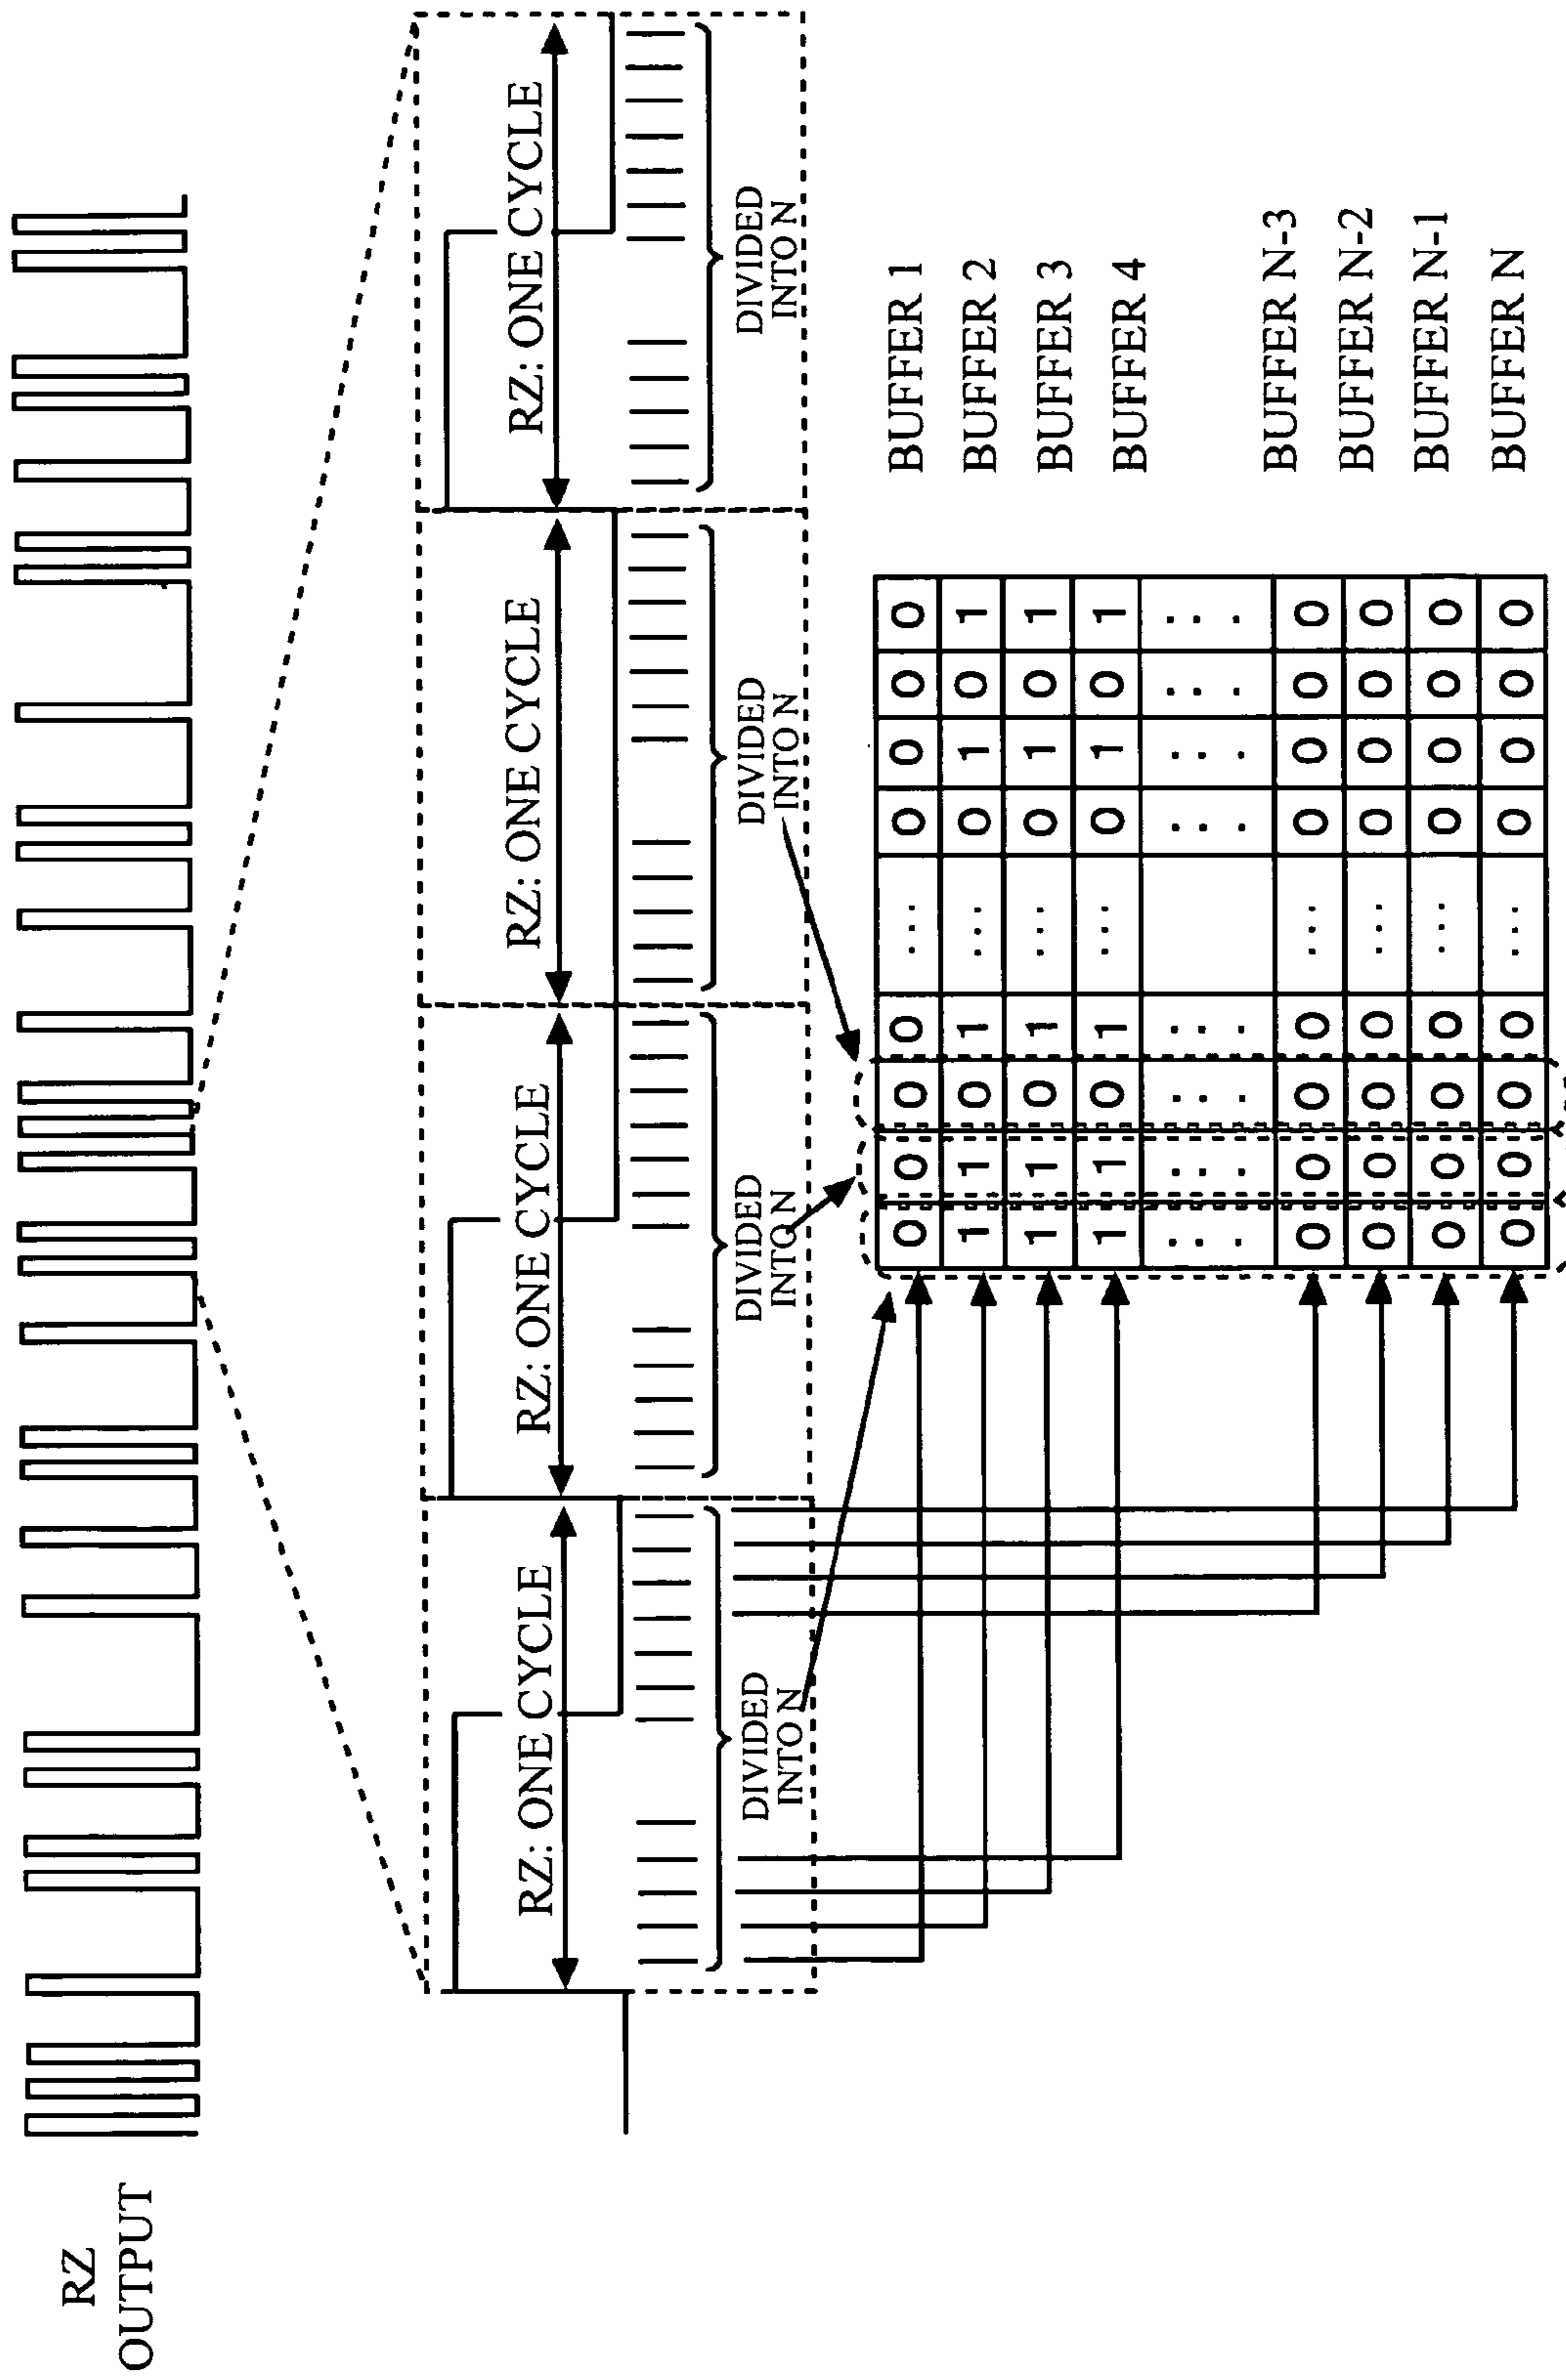 RZ
OUTPUT
RZ: ONE CYCLE RZ: ONE CYCLE RZ: ONE CYCLE RZ: ONE CYCLE
DIVIDED DIVIDED DIVIDED DIVIDED
INTO N INTO N INTO N INTO N
0 0 0 0 ... 0 0 0 0 BUFFER 1
1 1 0 1 ... 0 1 0 1 BUFFER 2
1 1 0 1 ... 0 1 0 1 BUFFER 3
1 1 0 1 ... 0 1 0 1 BUFFER 4
... ... ... ... ... ... ... ...
0 0 0 0 ... 0 0 0 0 BUFFER N-3
0 0 0 0 ... 0 0 0 0 BUFFER N-2
0 0 0 0 ... 0 0 0 0 BUFFER N-1
0 0 0 0 ... 0 0 0 0 BUFFER N